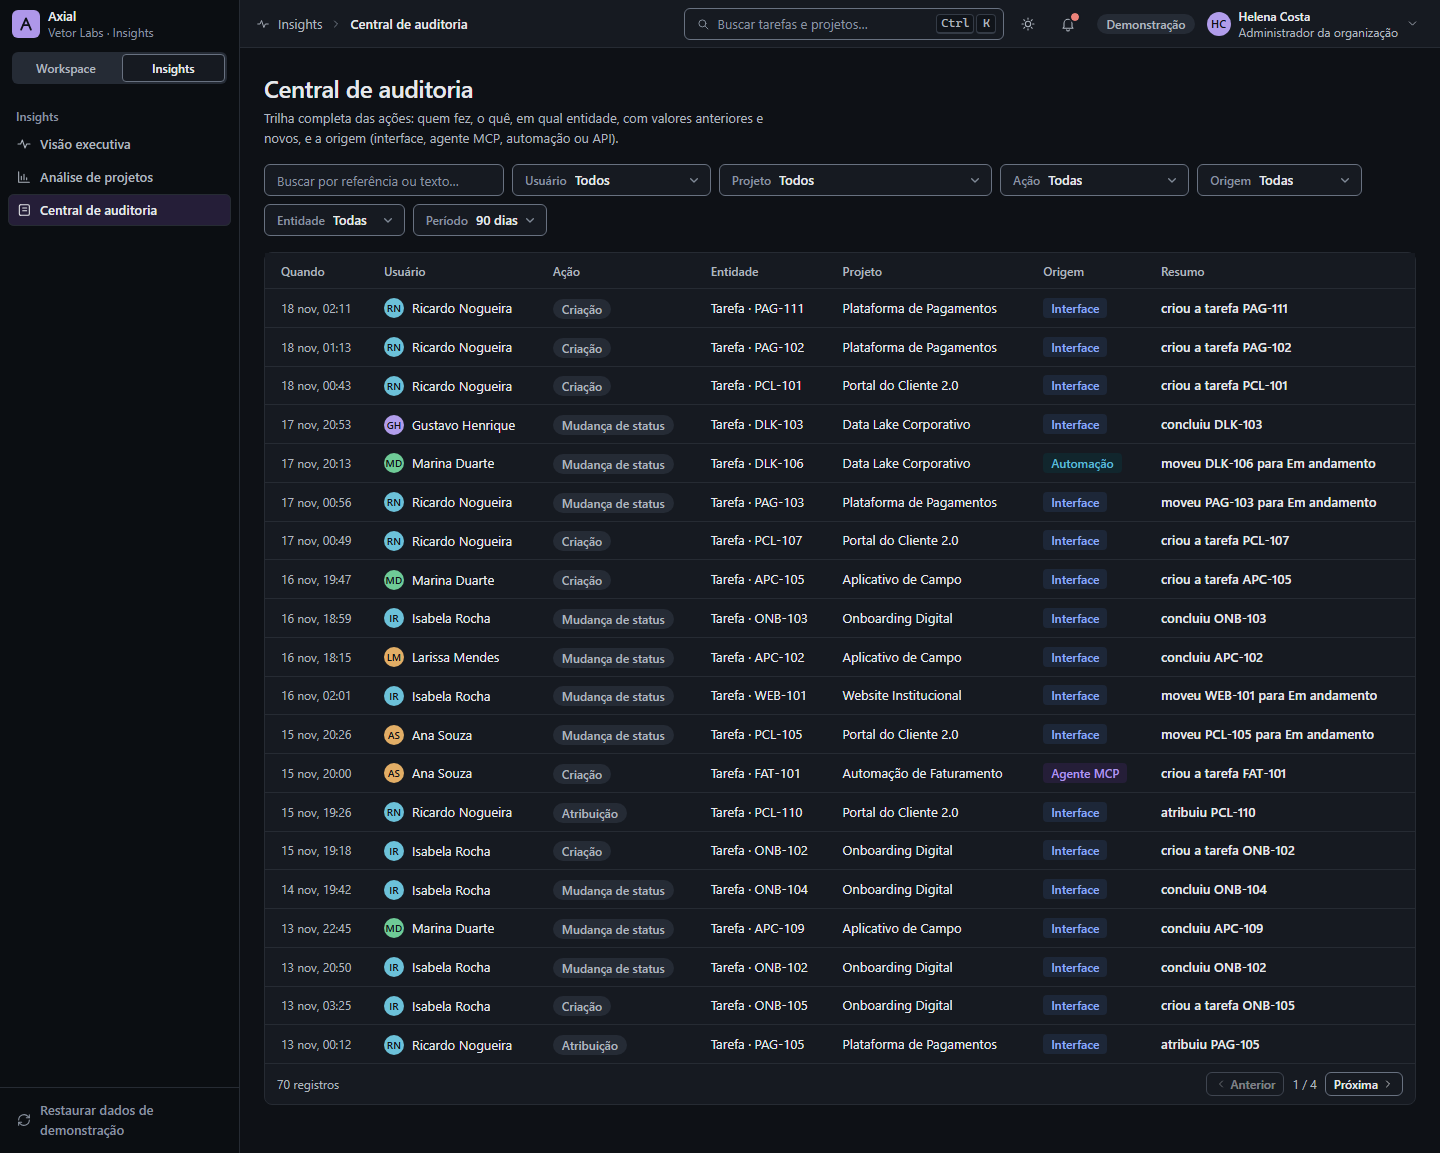 Axial
Vetor Labs · Insights
Workspace
Insights
Insights
Visão executiva
Análise de projetos
Central de auditoria
Restaurar dados de
demonstração
Insights > Central de auditoria
Buscar tarefas e projetos...
Ctrl K
Demonstração
HC
Helena Costa
Administrador da organização
Central de auditoria
Trilha completa das ações: quem fez, o quê, em qual entidade, com valores anteriores e
novos, e a origem (interface, agente MCP, automação ou API).
Buscar por referência ou texto...
Usuário Todos
Projeto Todos
Ação Todas
Origem Todas
Entidade Todas
Período 90 dias
Quando Usuário Ação Entidade Projeto Origem Resumo
18 nov, 02:11 RN Ricardo Nogueira Criação Tarefa · PAG-111 Plataforma de Pagamentos Interface criou a tarefa PAG-111
18 nov, 01:13 RN Ricardo Nogueira Criação Tarefa · PAG-102 Plataforma de Pagamentos Interface criou a tarefa PAG-102
18 nov, 00:43 RN Ricardo Nogueira Criação Tarefa · PCL-101 Portal do Cliente 2.0 Interface criou a tarefa PCL-101
17 nov, 20:53 GH Gustavo Henrique Mudança de status Tarefa · DLK-103 Data Lake Corporativo Interface concluiu DLK-103
17 nov, 20:13 MD Marina Duarte Mudança de status Tarefa · DLK-106 Data Lake Corporativo Automação moveu DLK-106 para Em andamento
17 nov, 00:56 RN Ricardo Nogueira Mudança de status Tarefa · PAG-103 Plataforma de Pagamentos Interface moveu PAG-103 para Em andamento
17 nov, 00:49 RN Ricardo Nogueira Criação Tarefa · PCL-107 Portal do Cliente 2.0 Interface criou a tarefa PCL-107
16 nov, 19:47 MD Marina Duarte Criação Tarefa · APC-105 Aplicativo de Campo Interface criou a tarefa APC-105
16 nov, 18:59 IR Isabela Rocha Mudança de status Tarefa · ONB-103 Onboarding Digital Interface concluiu ONB-103
16 nov, 18:15 LM Larissa Mendes Mudança de status Tarefa · APC-102 Aplicativo de Campo Interface concluiu APC-102
16 nov, 02:01 IR Isabela Rocha Mudança de status Tarefa · WEB-101 Website Institucional Interface moveu WEB-101 para Em andamento
15 nov, 20:26 AS Ana Souza Mudança de status Tarefa · PCL-105 Portal do Cliente 2.0 Interface moveu PCL-105 para Em andamento
15 nov, 20:00 AS Ana Souza Criação Tarefa · FAT-101 Automação de Faturamento Agente MCP criou a tarefa FAT-101
15 nov, 19:26 RN Ricardo Nogueira Atribuição Tarefa · PCL-110 Portal do Cliente 2.0 Interface atribuiu PCL-110
15 nov, 19:18 IR Isabela Rocha Criação Tarefa · ONB-102 Onboarding Digital Interface criou a tarefa ONB-102
14 nov, 19:42 IR Isabela Rocha Mudança de status Tarefa · ONB-104 Onboarding Digital Interface concluiu ONB-104
13 nov, 22:45 MD Marina Duarte Mudança de status Tarefa · APC-109 Aplicativo de Campo Interface concluiu APC-109
13 nov, 20:50 IR Isabela Rocha Mudança de status Tarefa · ONB-102 Onboarding Digital Interface concluiu ONB-102
13 nov, 03:25 IR Isabela Rocha Criação Tarefa · ONB-105 Onboarding Digital Interface criou a tarefa ONB-105
13 nov, 00:12 RN Ricardo Nogueira Atribuição Tarefa · PAG-105 Plataforma de Pagamentos Interface atribuiu PAG-105
70 registros
Anterior 1 / 4 Próxima